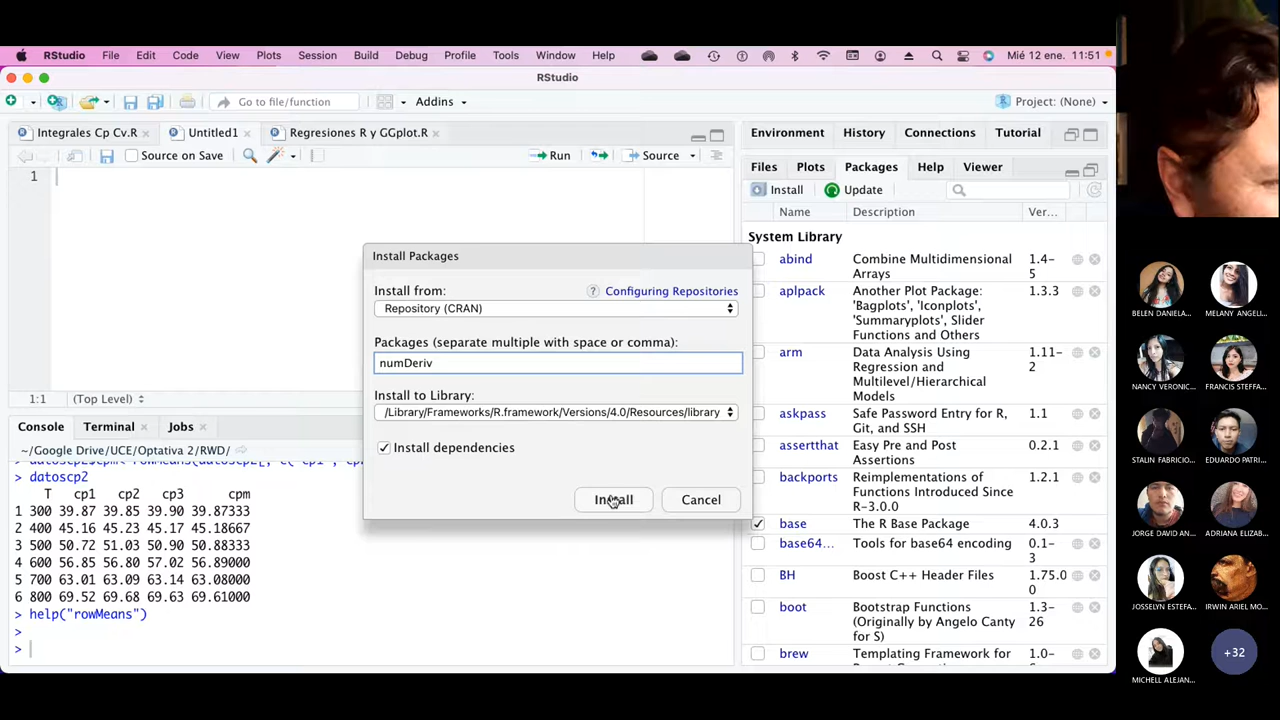 RStudio File Edit Code View Plots Session Build Debug Profile Tools Window Help Mié 12 ene. 11:51
RStudio
Go to file/function Addins Project: (None)
Integrales Cp Cv.R Untitled1 Regresiones R y GGplot.R
Source on Save Run Source
1
1:1 (Top Level)
Console Terminal Jobs
~/Google Drive/UCE/Optativa 2/RWD/
> datoscp2
T cp1 cp2 cp3 cpm
1 300 39.87 39.85 39.90 39.87333
2 400 45.16 45.23 45.17 45.18667
3 500 50.72 51.03 50.90 50.88333
4 600 56.85 56.80 57.02 56.89000
5 700 63.01 63.09 63.14 63.08000
6 800 69.52 69.68 69.63 69.61000
> help("rowMeans")
>
>
Install Packages
Install from: ? Configuring Repositories
Repository (CRAN)
Packages (separate multiple with space or comma):
numDeriv
Install to Library:
/Library/Frameworks/R.framework/Versions/4.0/Resources/library
Install dependencies
Install Cancel
Environment History Connections Tutorial
Files Plots Packages Help Viewer
Install Update
Name Description Ver...
System Library
abind Combine Multidimensional 1.4-
Arrays 5
aplpack Another Plot Package: 1.3.3
'Bagplots', 'Iconplots',
'Summaryplots', Slider
Functions and Others
arm Data Analysis Using 1.11-
Regression and 2
Multilevel/Hierarchical
Models
askpass Safe Password Entry for R, 1.1
Git, and SSH
assertthat Easy Pre and Post 0.2.1
Assertions
backports Reimplementations of 1.2.1
Functions Introduced Since
R-3.0.0
base The R Base Package 4.0.3
base64... Tools for base64 encoding 0.1-
3
BH Boost C++ Header Files 1.75.0
0
boot Bootstrap Functions 1.3-
(Originally by Angelo Canty 26
for S)
brew Templating Framework for 1.0-
BELEN DANIELA... MELANY ANGELI...
NANCY VERONIC... FRANCIS STEFFA...
STALIN FABRICIO... EDUARDO PATRI...
JORGE DAVID AN... ADRIANA ELIZAB...
JOSSELYN ESTEFA... IRWIN ARIEL MO...
MICHELL ALEJAN... +32